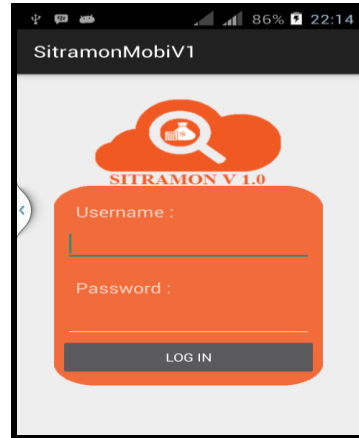 86% 22:14
SitramonMobiV1
SITRAMON V 1.0
Username :
Password :
LOG IN